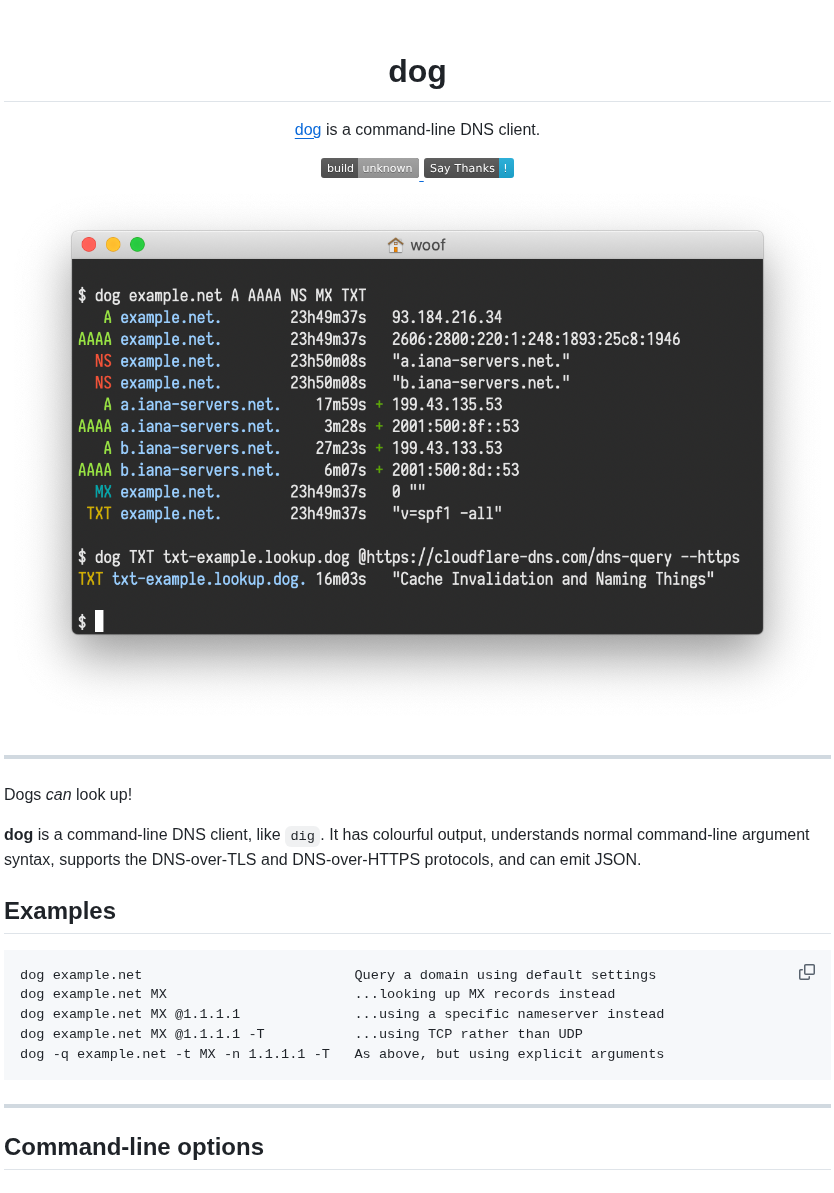 dog
dog is a command-line DNS client.
build unknown Say Thanks !
woof
$ dog example.net A AAAA NS MX TXT
A example.net. 23h49m37s 93.184.216.34
AAAA example.net. 23h49m37s 2606:2800:220:1:248:1893:25c8:1946
NS example.net. 23h50m08s "a.iana-servers.net."
NS example.net. 23h50m08s "b.iana-servers.net."
A a.iana-servers.net. 17m59s + 199.43.135.53
AAAA a.iana-servers.net. 3m28s + 2001:500:8f::53
A b.iana-servers.net. 27m23s + 199.43.133.53
AAAA b.iana-servers.net. 6m07s + 2001:500:8d::53
MX example.net. 23h49m37s 0 ""
TXT example.net. 23h49m37s "v=spf1 -all"
$ dog TXT txt-example.lookup.dog @https://cloudflare-dns.com/dns-query --https
TXT txt-example.lookup.dog. 16m03s "Cache Invalidation and Naming Things"
$
Dogs can look up!
dog is a command-line DNS client, like dig. It has colourful output, understands normal command-line argument
syntax, supports the DNS-over-TLS and DNS-over-HTTPS protocols, and can emit JSON.
Examples
dog example.net Query a domain using default settings
dog example.net MX ...looking up MX records instead
dog example.net MX @1.1.1.1 ...using a specific nameserver instead
dog example.net MX @1.1.1.1 -T ...using TCP rather than UDP
dog -q example.net -t MX -n 1.1.1.1 -T As above, but using explicit arguments
Command-line options